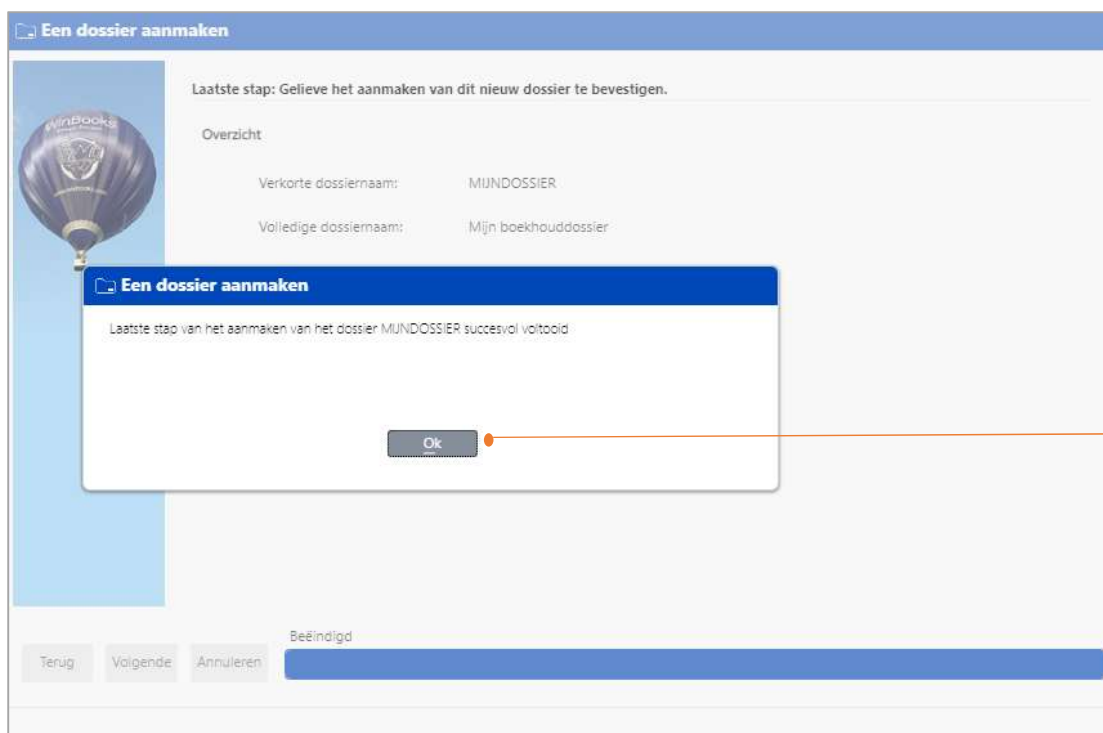 Een dossier aanmaken
Laatste stap: Gelieve het aanmaken van dit nieuw dossier te bevestigen.
WinBooks
Overzicht
Verkorte dossiernaam: MIJNDOSSIER
Volledige dossiernaam: Mijn boekhouddossier
Een dossier aanmaken
Laatste stap van het aanmaken van het dossier MIJNDOSSIER succesvol voltooid
Ok
Beëindigd
Terug Volgende Annuleren